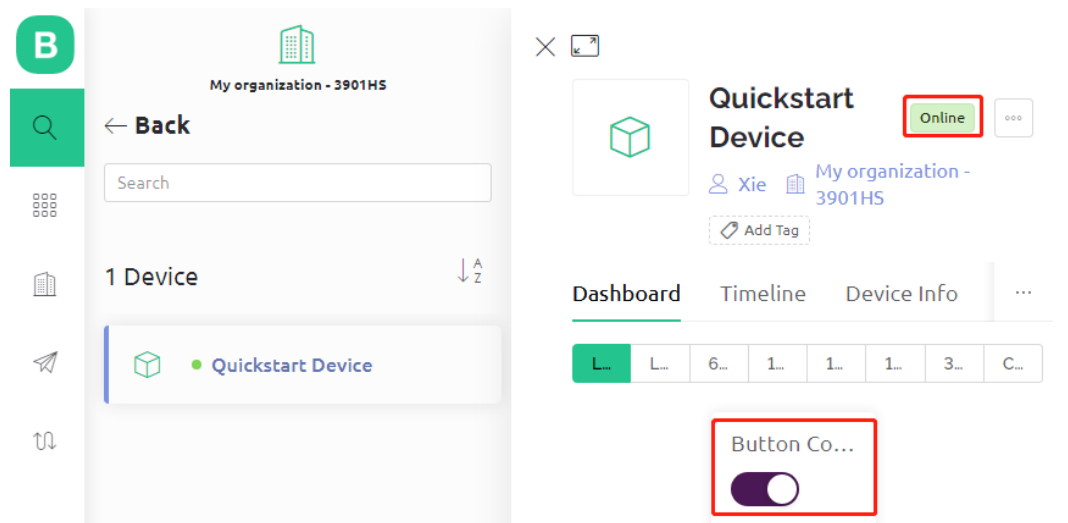 B
My organization - 3901HS
← Back
Search
1 Device
A
Z
Quickstart Device
Quickstart
Device
Online
Xie
My organization -
3901HS
Add Tag
Dashboard Timeline Device Info ...
L... L... 6... 1... 1... 1... 3... C...
Button Co...